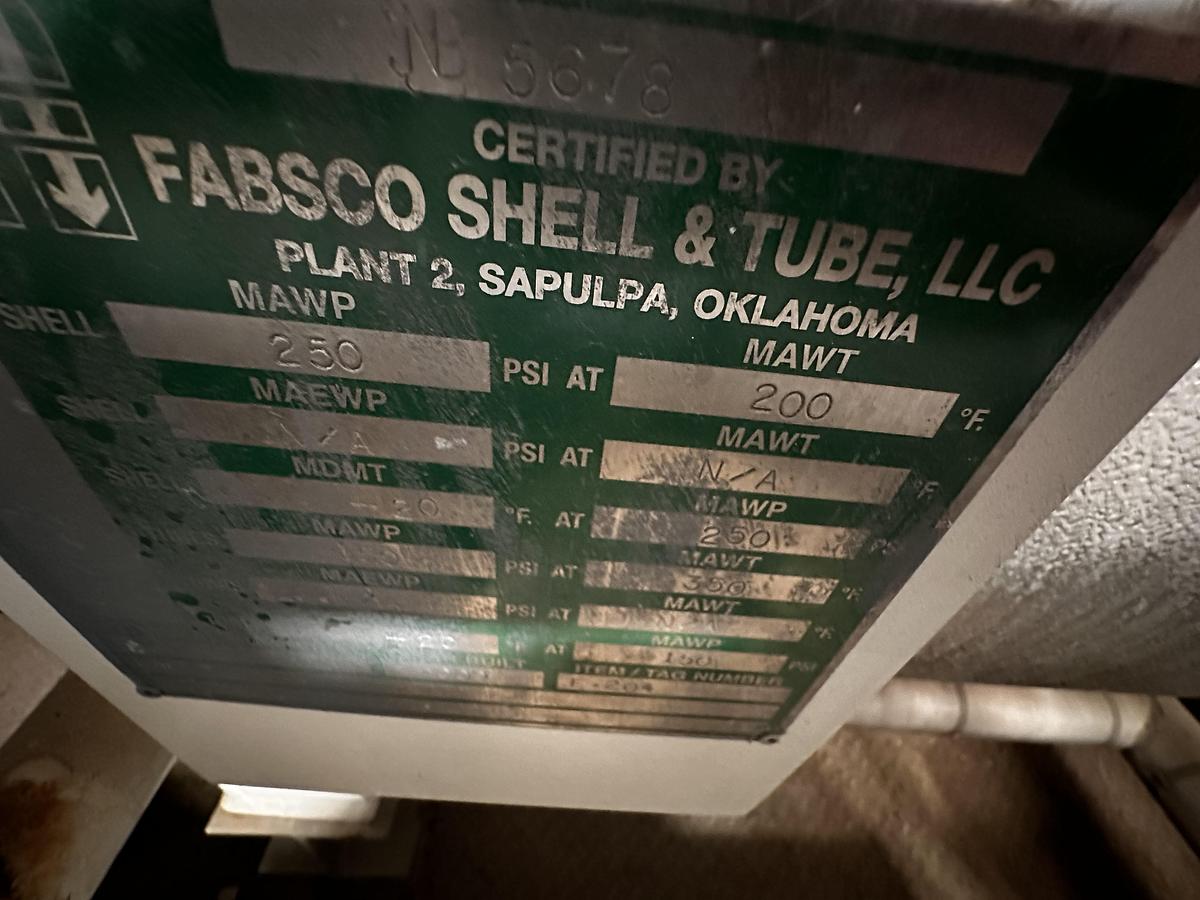 NB 5678
CERTIFIED BY
FABSCO SHELL & TUBE, LLC
PLANT 2, SAPULPA, OKLAHOMA
MAWP MAWT
SHELL 250 PSI AT 200 °F.
MAEWP MAWT
SHELL N/A PSI AT N/A °F.
MDMT MAWP
SHELL -20 °F. AT 250 PSI
MAWP MAWT
PSI AT 350 °F.
MAEWP MAWT
PSI AT N/A °F.
MAWP
-20 °F AT 150 PSI
BUILT ITEM / TAG NUMBER
E-204